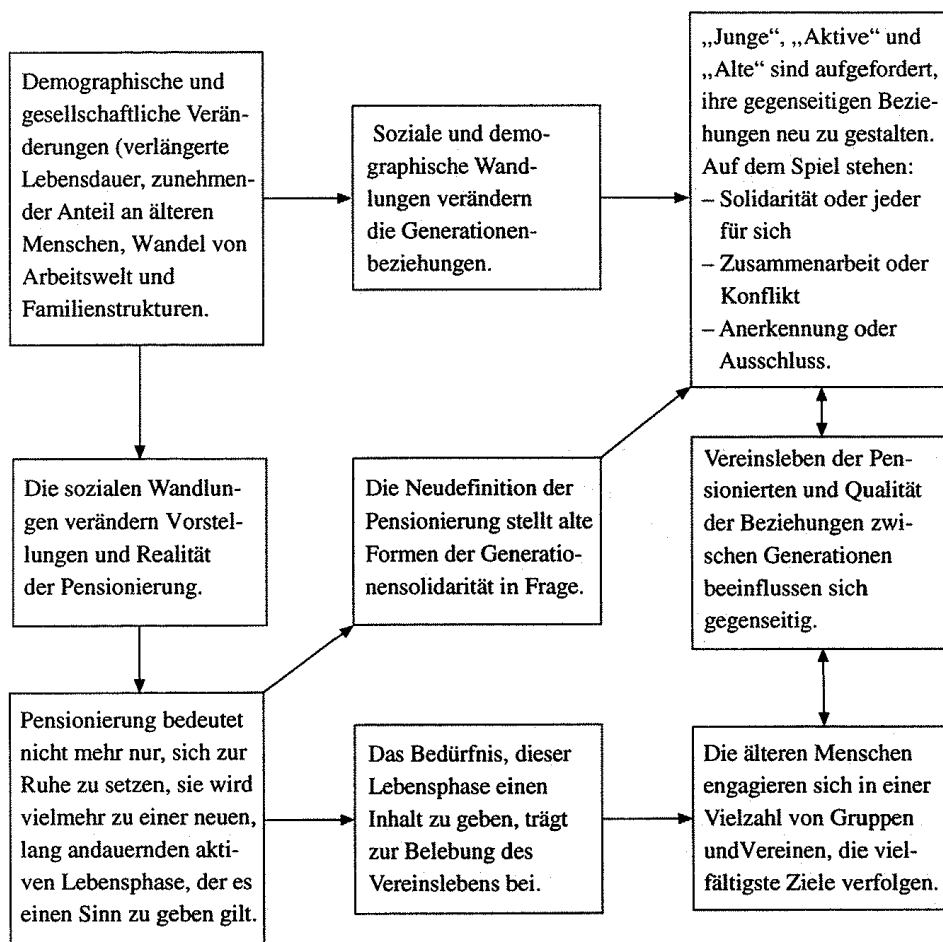 Demographische und
gesellschaftliche Verän-
derungen (verlängerte
Lebensdauer, zunehmen-
der Anteil an älteren
Menschen, Wandel von
Arbeitswelt und
Familienstrukturen.
Soziale und demo-
graphische Wand-
lungen verändern
die Generationen-
beziehungen.
„Junge“, „Aktive“ und
„Alte“ sind aufgefordert,
ihre gegenseitigen Bezie-
hungen neu zu gestalten.
Auf dem Spiel stehen:
– Solidarität oder jeder
für sich
– Zusammenarbeit oder
Konflikt
– Anerkennung oder
Ausschluss.
Die sozialen Wandlun-
gen verändern Vorstel-
lungen und Realität
der Pensionierung.
Die Neudefinition der
Pensionierung stellt alte
Formen der Generatio-
nensolidarität in Frage.
Vereinsleben der Pen-
sionierten und Qualität
der Beziehungen zwi-
schen Generationen
beeinflussen sich
gegenseitig.
Pensionierung bedeutet
nicht mehr nur, sich zur
Ruhe zu setzen, sie wird
vielmehr zu einer neuen,
lang andauernden akti-
ven Lebensphase, der es
einen Sinn zu geben gilt.
Das Bedürfnis, dieser
Lebensphase einen
Inhalt zu geben, trägt
zur Belebung des
Vereinslebens bei.
Die älteren Menschen
engagieren sich in einer
Vielzahl von Gruppen
undVereinen, die viel-
fältigste Ziele verfolgen.